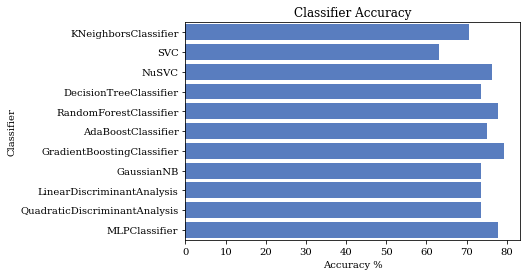 Classifier Accuracy
Classifier
KNeighborsClassifier
SVC
NuSVC
DecisionTreeClassifier
RandomForestClassifier
AdaBoostClassifier
GradientBoostingClassifier
GaussianNB
LinearDiscriminantAnalysis
QuadraticDiscriminantAnalysis
MLPClassifier
0 10 20 30 40 50 60 70 80
Accuracy %